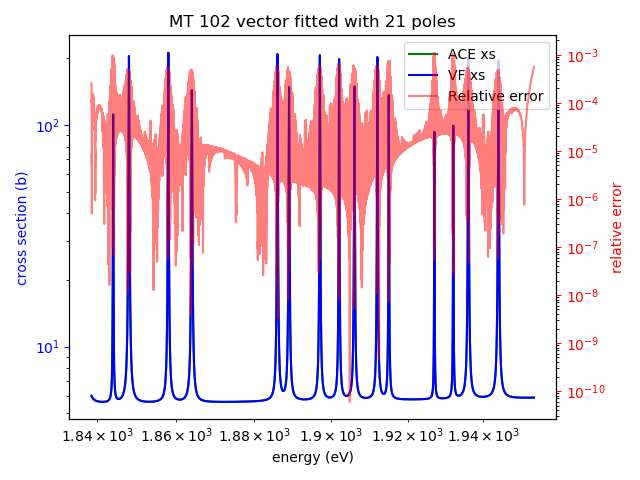 MT 102 vector fitted with 21 poles
ACE xs
VF xs
Relative error
cross section (b)
10²
10¹
10⁻³
10⁻⁴
10⁻⁵
10⁻⁶
10⁻⁷
10⁻⁸
10⁻⁹
10⁻¹⁰
relative error
1.84 × 10³ 1.86 × 10³ 1.88 × 10³ 1.9 × 10³ 1.92 × 10³ 1.94 × 10³
energy (eV)